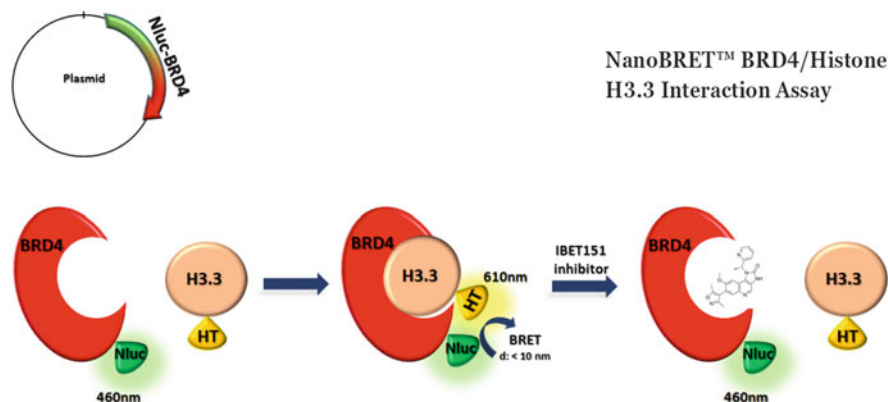 Plasmid
Nluc-BRD4
NanoBRET™ BRD4/Histone
H3.3 Interaction Assay
BRD4
H3.3
HT
Nluc
460nm
BRD4
H3.3
610nm
HT
Nluc
BRET
d: < 10 nm
IBET151
inhibitor
BRD4
H3.3
HT
Nluc
460nm